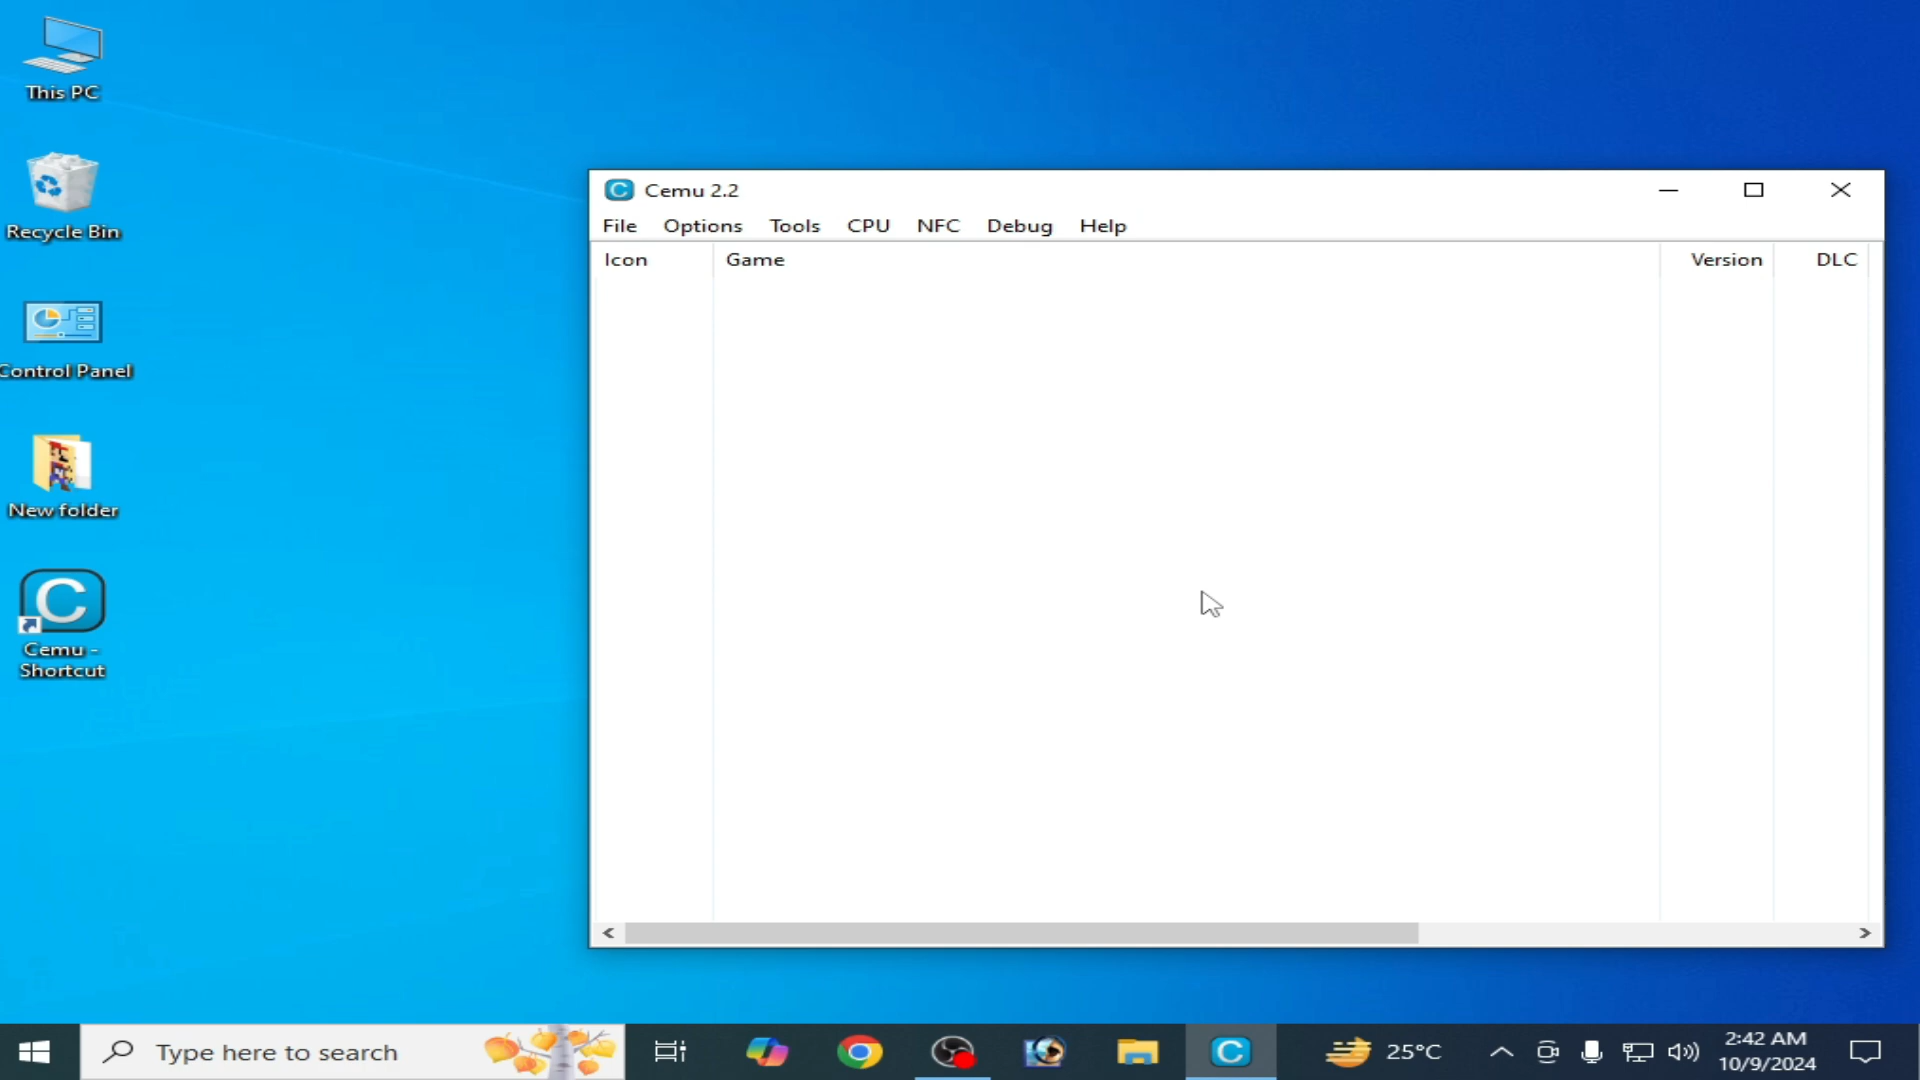 This PC
Recycle Bin
Control Panel
New folder
Cemu -
Shortcut
Cemu 2.2
File Options Tools CPU NFC Debug Help
Icon Game Version DLC
Type here to search
25°C
2:42 AM
10/9/2024